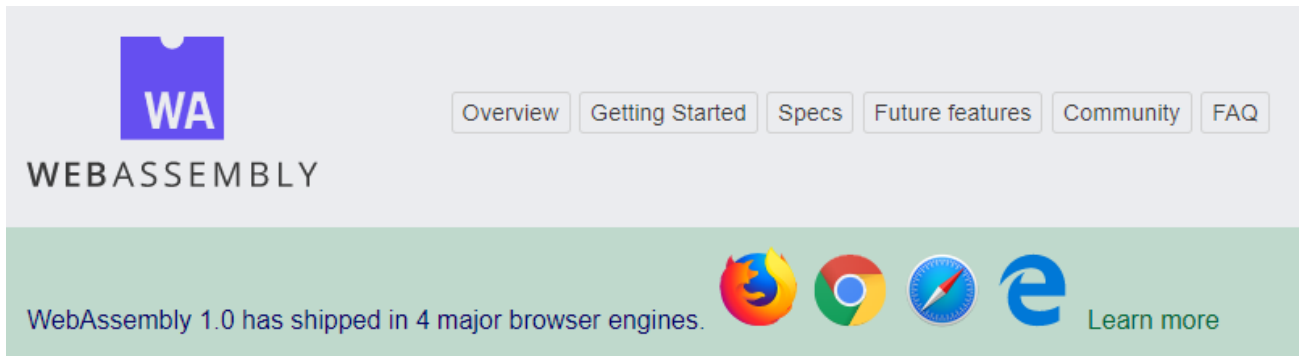 WA
WEBASSEMBLY
Overview Getting Started Specs Future features Community FAQ
WebAssembly 1.0 has shipped in 4 major browser engines. Learn more